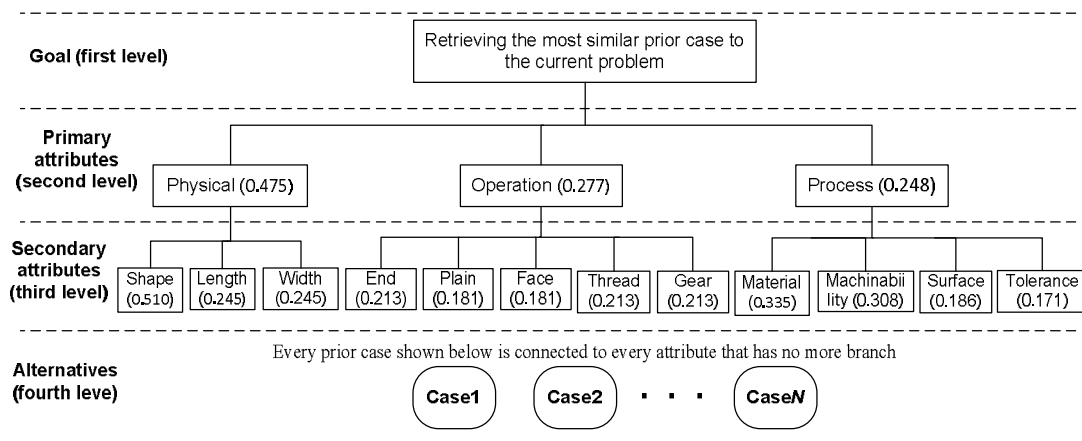 Goal (first level)
Retrieving the most similar prior case to
the current problem
Primary
attributes
(second level)
Physical (0.475)
Operation (0.277)
Process (0.248)
Secondary
attributes
(third level)
Shape
(0.510)
Length
(0.245)
Width
(0.245)
End
(0.213)
Plain
(0.181)
Face
(0.181)
Thread
(0.213)
Gear
(0.213)
Material
(0.335)
Machinabii
lity (0.308)
Surface
(0.186)
Tolerance
(0.171)
Every prior case shown below is connected to every attribute that has no more branch
Alternatives
(fourth leve)
Case1
Case2
· · ·
CaseN